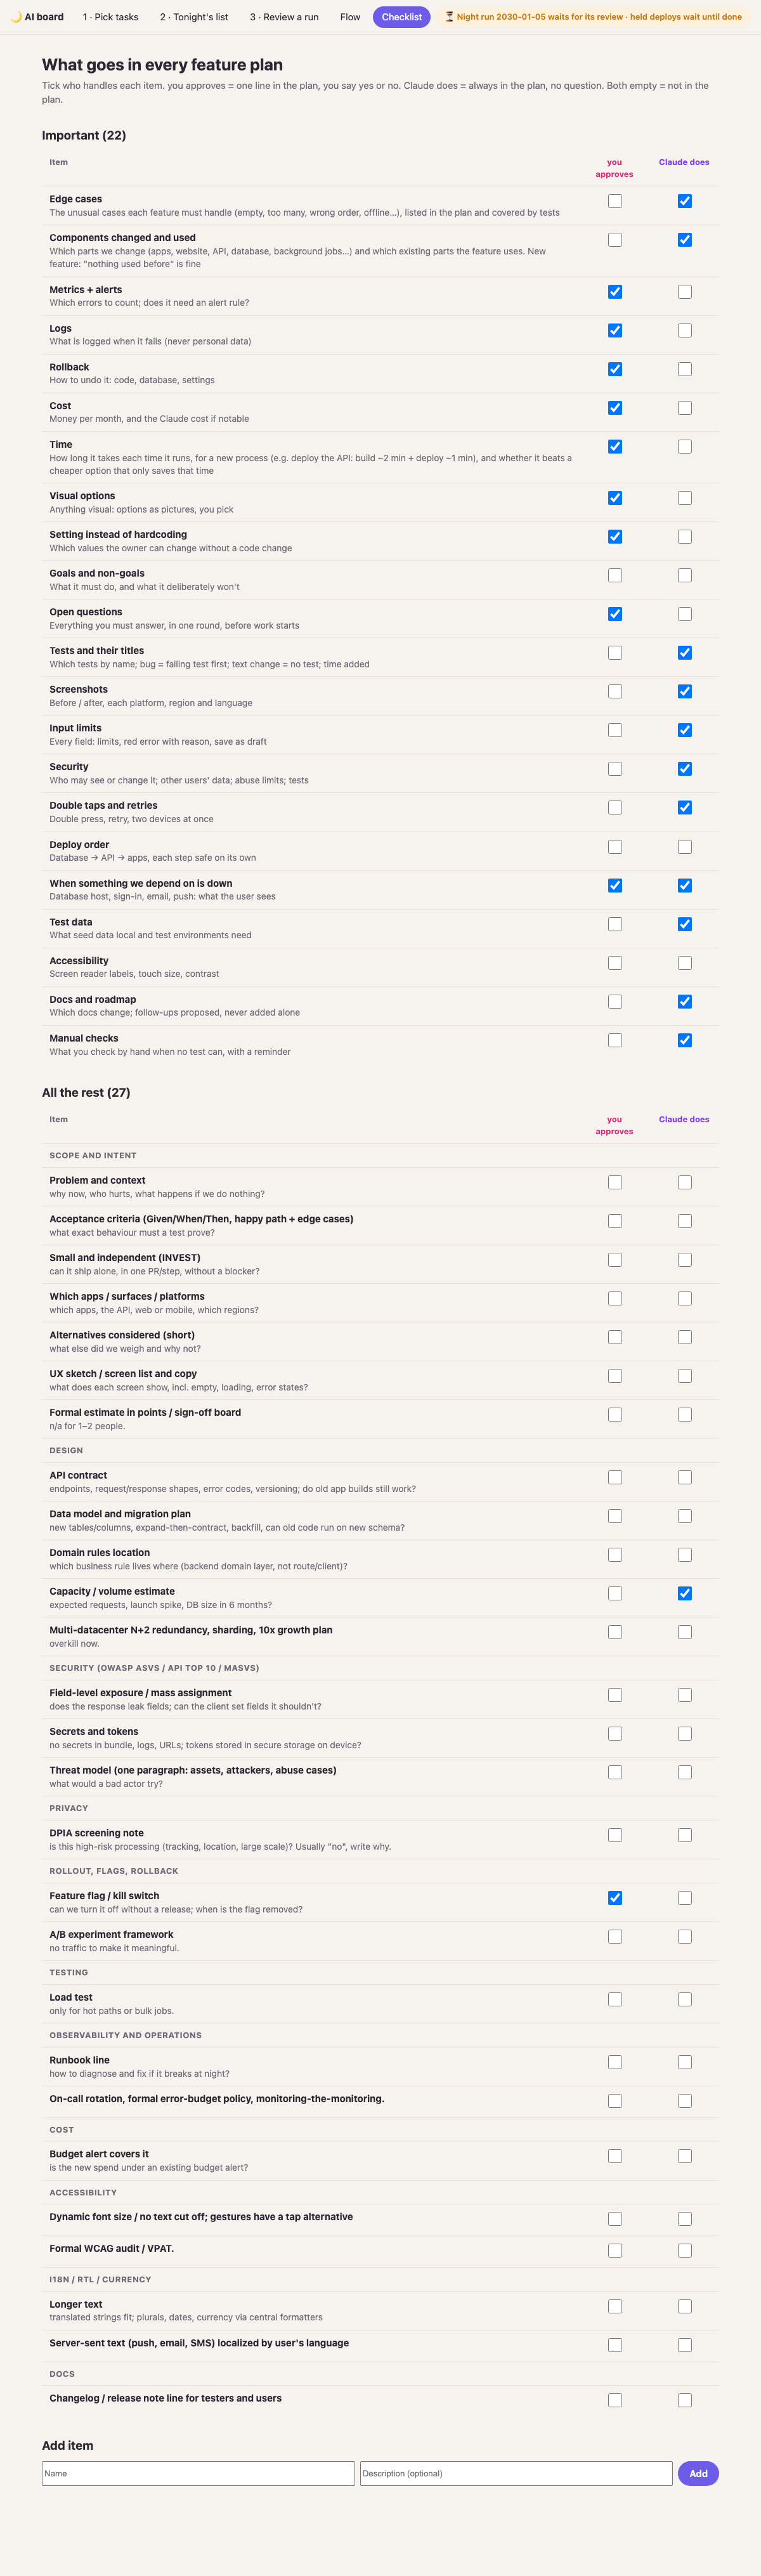 🌙 AI board
1 · Pick tasks
2 · Tonight's list
3 · Review a run
Flow
Checklist
⏳ Night run 2030-01-05 waits for its review · held deploys wait until done
What goes in every feature plan
Tick who handles each item. you approves = one line in the plan, you say yes or no. Claude does = always in the plan, no question. Both empty = not in the
plan.
Important (22)
Item
you
approves
Claude does
Edge cases
The unusual cases each feature must handle (empty, too many, wrong order, offline…), listed in the plan and covered by tests
Components changed and used
Which parts we change (apps, website, API, database, background jobs…) and which existing parts the feature uses. New
feature: "nothing used before" is fine
Metrics + alerts
Which errors to count; does it need an alert rule?
Logs
What is logged when it fails (never personal data)
Rollback
How to undo it: code, database, settings
Cost
Money per month, and the Claude cost if notable
Time
How long it takes each time it runs, for a new process (e.g. deploy the API: build ~2 min + deploy ~1 min), and whether it beats a
cheaper option that only saves that time
Visual options
Anything visual: options as pictures, you pick
Setting instead of hardcoding
Which values the owner can change without a code change
Goals and non-goals
What it must do, and what it deliberately won't
Open questions
Everything you must answer, in one round, before work starts
Tests and their titles
Which tests by name; bug = failing test first; text change = no test; time added
Screenshots
Before / after, each platform, region and language
Input limits
Every field: limits, red error with reason, save as draft
Security
Who may see or change it; other users' data; abuse limits; tests
Double taps and retries
Double press, retry, two devices at once
Deploy order
Database → API → apps, each step safe on its own
When something we depend on is down
Database host, sign-in, email, push: what the user sees
Test data
What seed data local and test environments need
Accessibility
Screen reader labels, touch size, contrast
Docs and roadmap
Which docs change; follow-ups proposed, never added alone
Manual checks
What you check by hand when no test can, with a reminder
All the rest (27)
Item
you
approves
Claude does
SCOPE AND INTENT
Problem and context
why now, who hurts, what happens if we do nothing?
Acceptance criteria (Given/When/Then, happy path + edge cases)
what exact behaviour must a test prove?
Small and independent (INVEST)
can it ship alone, in one PR/step, without a blocker?
Which apps / surfaces / platforms
which apps, the API, web or mobile, which regions?
Alternatives considered (short)
what else did we weigh and why not?
UX sketch / screen list and copy
what does each screen show, incl. empty, loading, error states?
Formal estimate in points / sign-off board
n/a for 1–2 people.
DESIGN
API contract
endpoints, request/response shapes, error codes, versioning; do old app builds still work?
Data model and migration plan
new tables/columns, expand-then-contract, backfill, can old code run on new schema?
Domain rules location
which business rule lives where (backend domain layer, not route/client)?
Capacity / volume estimate
expected requests, launch spike, DB size in 6 months?
Multi-datacenter N+2 redundancy, sharding, 10x growth plan
overkill now.
SECURITY (OWASP ASVS / API TOP 10 / MASVS)
Field-level exposure / mass assignment
does the response leak fields; can the client set fields it shouldn't?
Secrets and tokens
no secrets in bundle, logs, URLs; tokens stored in secure storage on device?
Threat model (one paragraph: assets, attackers, abuse cases)
what would a bad actor try?
PRIVACY
DPIA screening note
is this high-risk processing (tracking, location, large scale)? Usually "no", write why.
ROLLOUT, FLAGS, ROLLBACK
Feature flag / kill switch
can we turn it off without a release; when is the flag removed?
A/B experiment framework
no traffic to make it meaningful.
TESTING
Load test
only for hot paths or bulk jobs.
OBSERVABILITY AND OPERATIONS
Runbook line
how to diagnose and fix if it breaks at night?
On-call rotation, formal error-budget policy, monitoring-the-monitoring.
COST
Budget alert covers it
is the new spend under an existing budget alert?
ACCESSIBILITY
Dynamic font size / no text cut off; gestures have a tap alternative
Formal WCAG audit / VPAT.
I18N / RTL / CURRENCY
Longer text
translated strings fit; plurals, dates, currency via central formatters
Server-sent text (push, email, SMS) localized by user's language
DOCS
Changelog / release note line for testers and users
Add item
Name
Description (optional)
Add